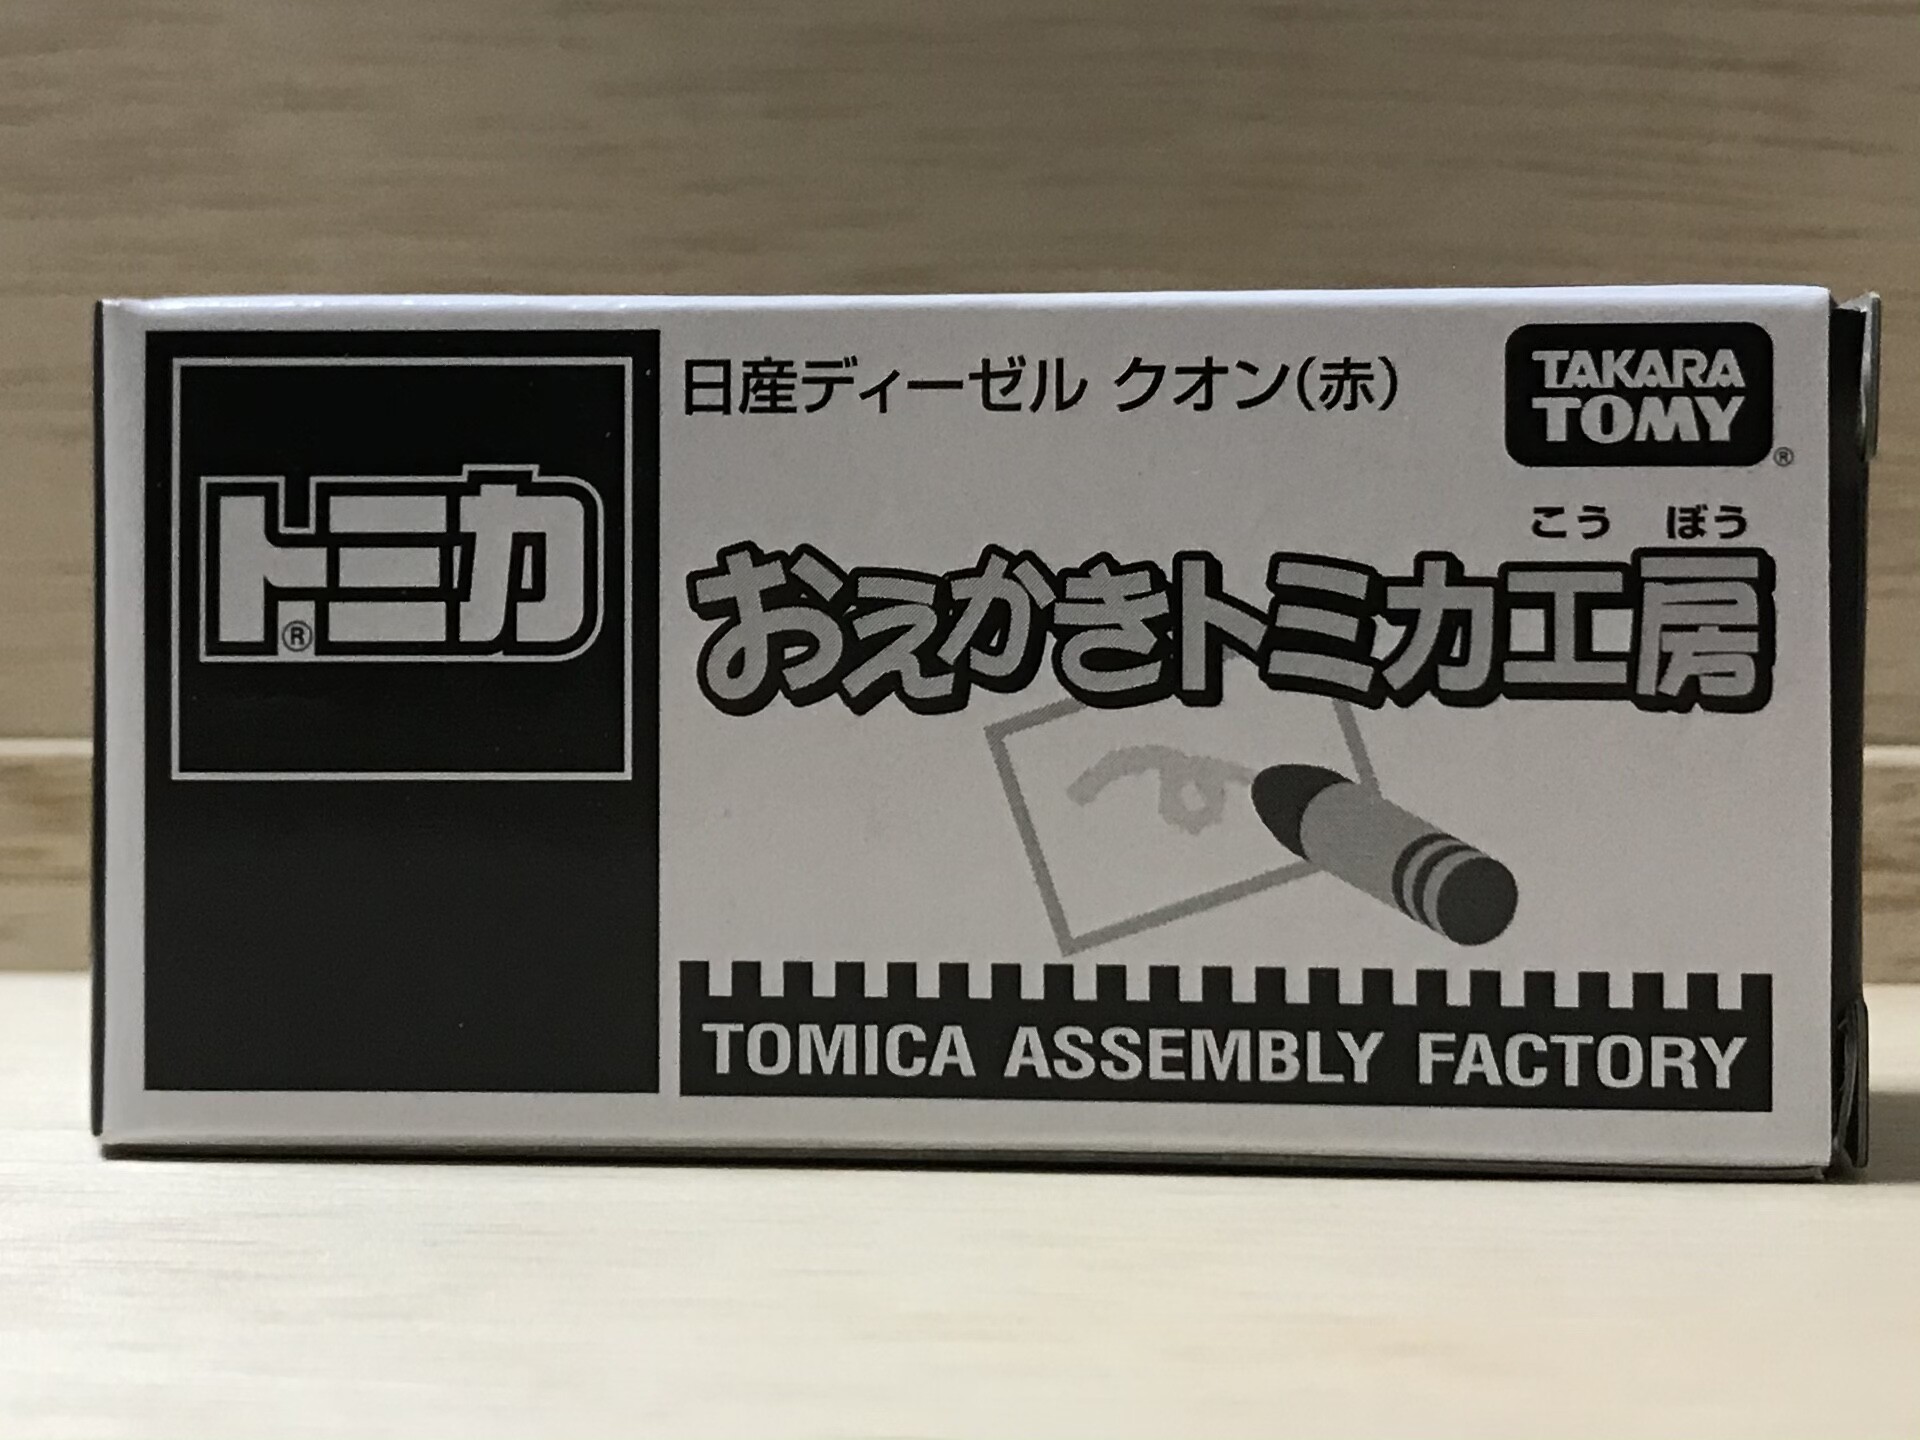 トミカ®
日産ディーゼル クオン(赤)
TAKARA
TOMY®
こうぼう
おえかきトミカ工房
TOMICA ASSEMBLY FACTORY